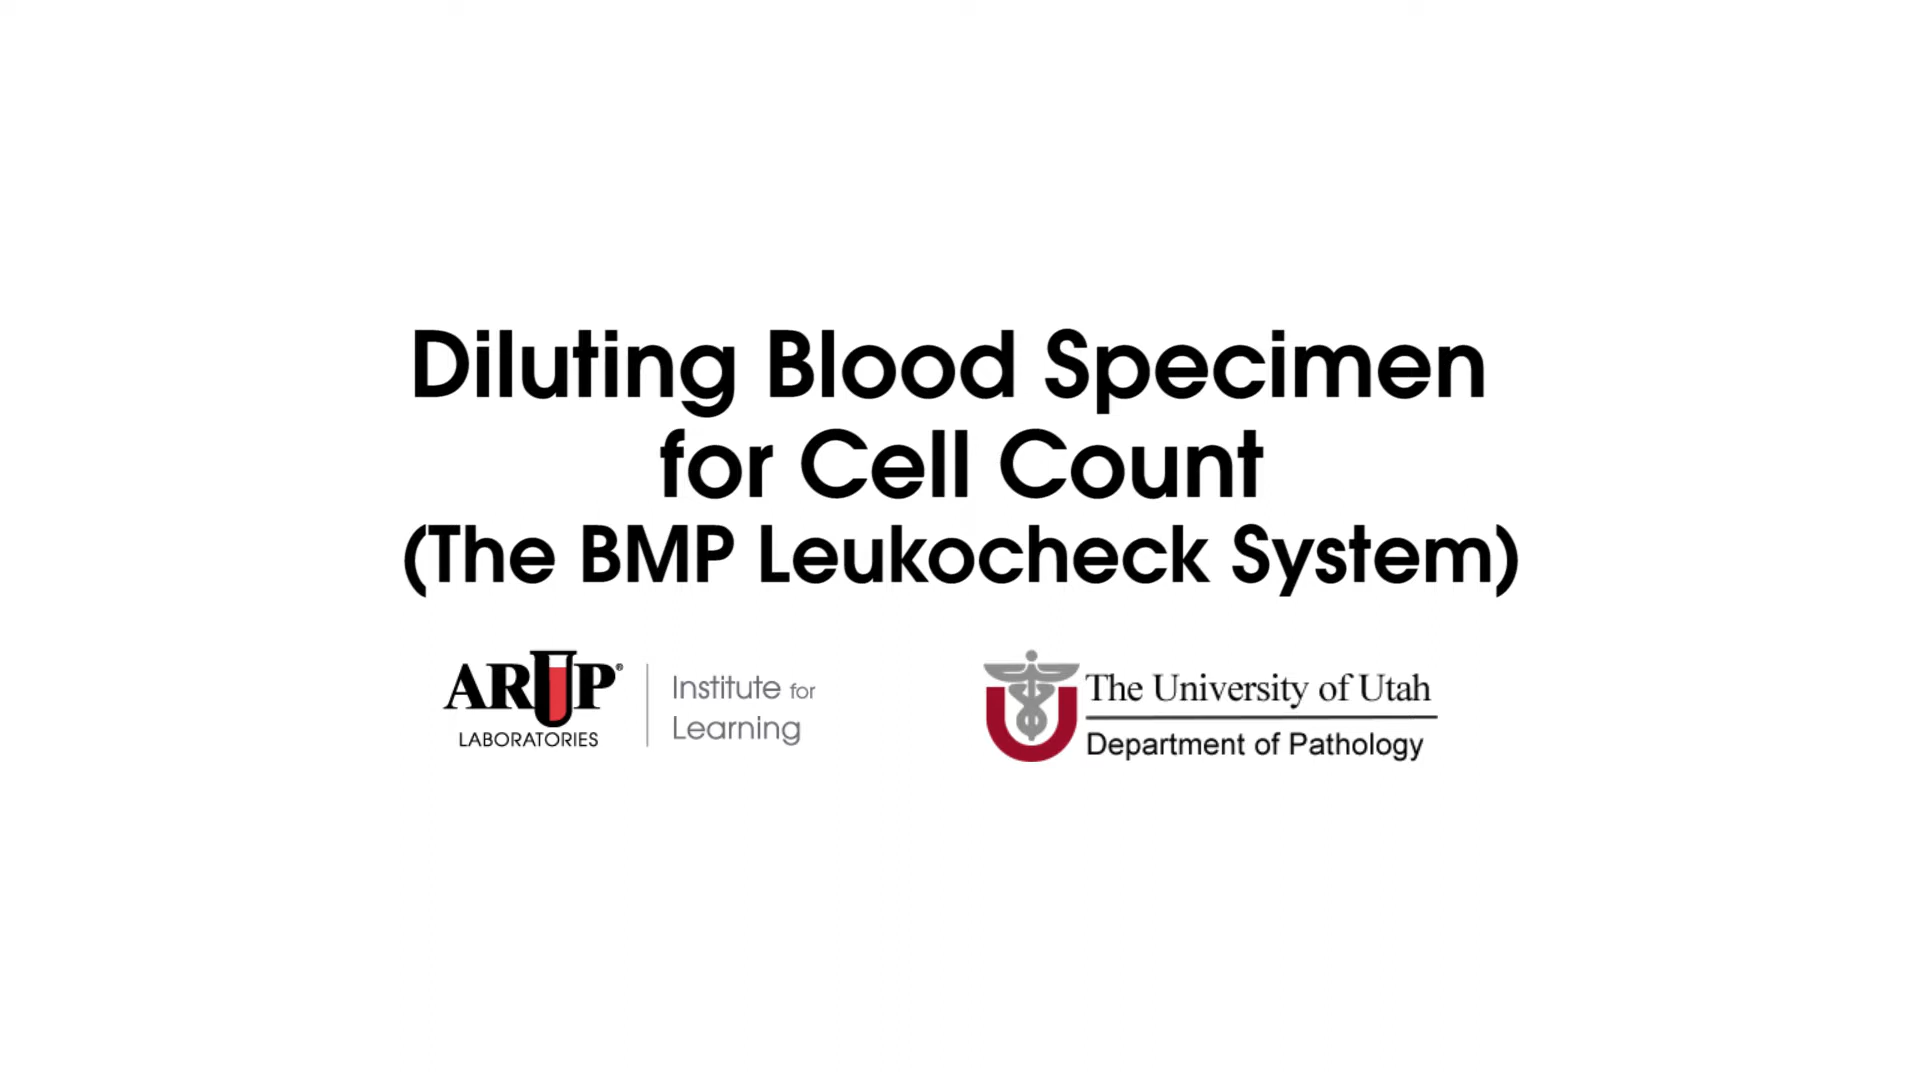 Diluting Blood Specimen
for Cell Count
(The BMP Leukocheck System)
ARUP®
LABORATORIES
Institute for
Learning
The University of Utah
Department of Pathology